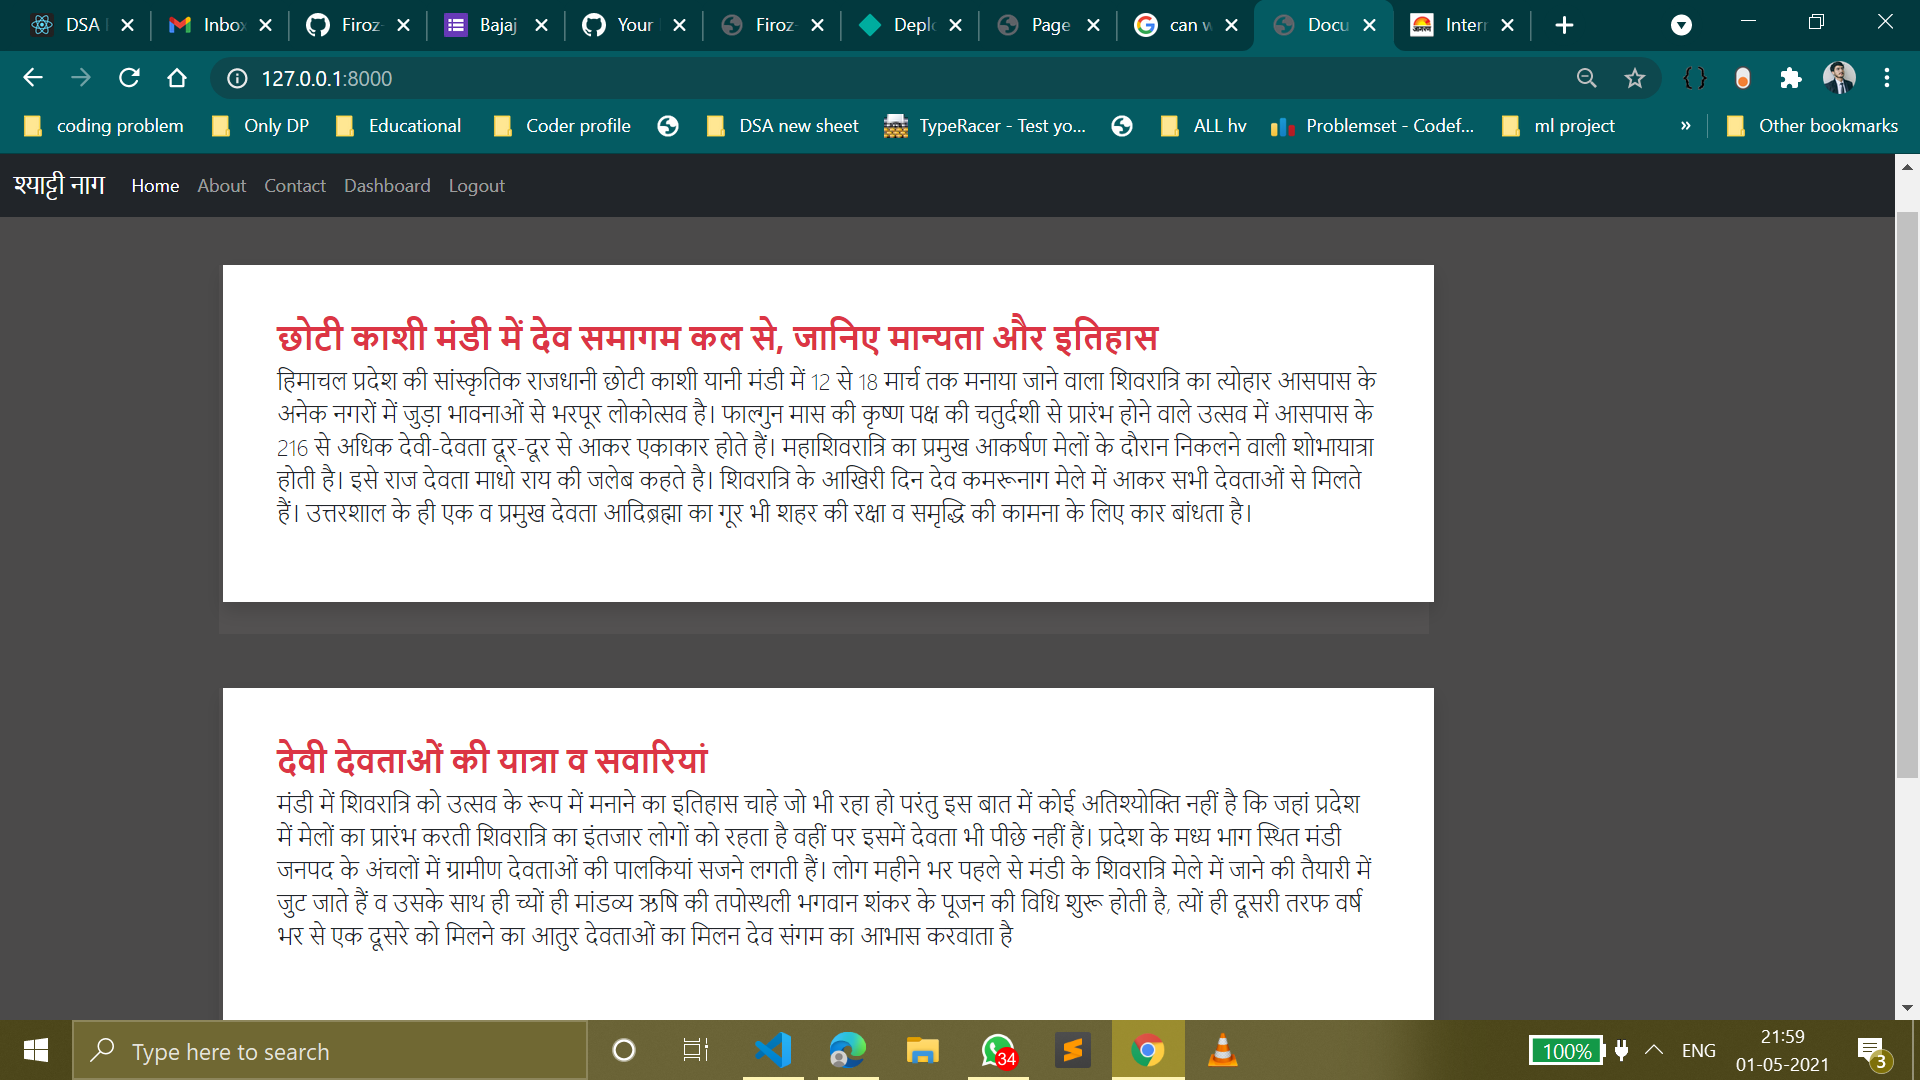 DSA
Inbox
Firoz-
Bajaj
Your
Firoz-
Deplo
Page
can w
Docu
Intern
127.0.0.1:8000
coding problem
Only DP
Educational
Coder profile
DSA new sheet
TypeRacer - Test yo...
ALL hv
Problemset - Codef...
ml project
»
Other bookmarks
श्याट्टी नाग
Home
About
Contact
Dashboard
Logout
छोटी काशी मंडी में देव समागम कल से, जानिए मान्यता और इतिहास
हिमाचल प्रदेश की सांस्कृतिक राजधानी छोटी काशी यानी मंडी में 12 से 18 मार्च तक मनाया जाने वाला शिवरात्रि का त्योहार आसपास के
अनेक नगरों में जुड़ा भावनाओं से भरपूर लोकोत्सव है। फाल्गुन मास की कृष्ण पक्ष की चतुर्दशी से प्रारंभ होने वाले उत्सव में आसपास के
216 से अधिक देवी-देवता दूर-दूर से आकर एकाकार होते हैं। महाशिवरात्रि का प्रमुख आकर्षण मेलों के दौरान निकलने वाली शोभायात्रा
होती है। इसे राज देवता माधो राय की जलेब कहते है। शिवरात्रि के आखिरी दिन देव कमरूनाग मेले में आकर सभी देवताओं से मिलते
हैं। उत्तरशाल के ही एक व प्रमुख देवता आदिब्रह्मा का गूर भी शहर की रक्षा व समृद्धि की कामना के लिए कार बांधता है।
देवी देवताओं की यात्रा व सवारियां
मंडी में शिवरात्रि को उत्सव के रूप में मनाने का इतिहास चाहे जो भी रहा हो परंतु इस बात में कोई अतिश्योक्ति नहीं है कि जहां प्रदेश
में मेलों का प्रारंभ करती शिवरात्रि का इंतजार लोगों को रहता है वहीं पर इसमें देवता भी पीछे नहीं हैं। प्रदेश के मध्य भाग स्थित मंडी
जनपद के अंचलों में ग्रामीण देवताओं की पालकियां सजने लगती हैं। लोग महीने भर पहले से मंडी के शिवरात्रि मेले में जाने की तैयारी में
जुट जाते हैं व उसके साथ ही च्यों ही मांडव्य ऋषि की तपोस्थली भगवान शंकर के पूजन की विधि शुरू होती है, त्यों ही दूसरी तरफ वर्ष
भर से एक दूसरे को मिलने का आतुर देवताओं का मिलन देव संगम का आभास करवाता है
Type here to search
34
100%
ENG
21:59
01-05-2021
3